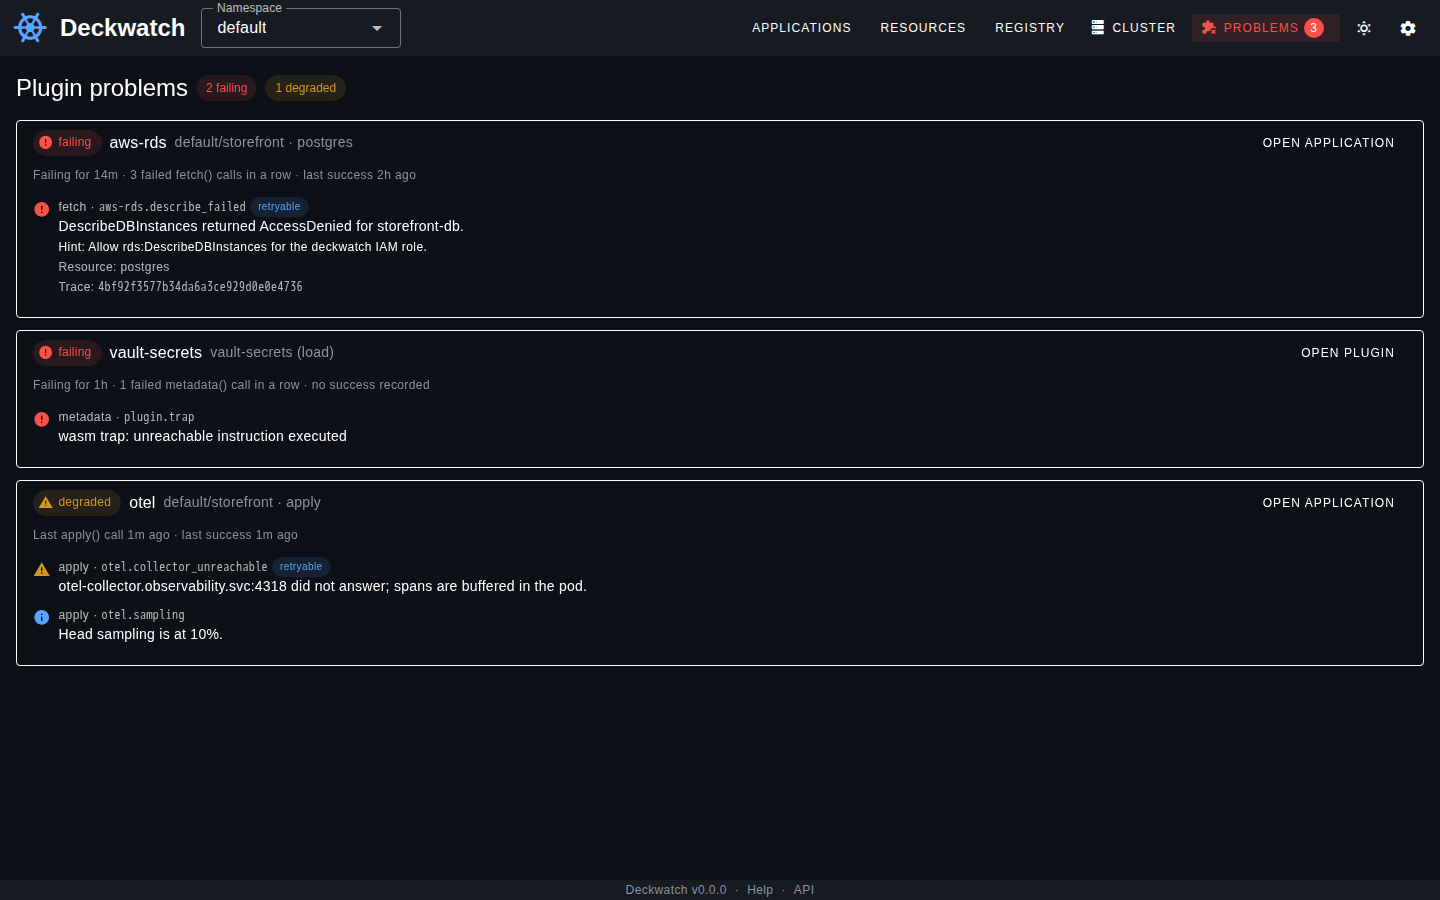 Deckwatch
Namespace
default
APPLICATIONS
RESOURCES
REGISTRY
CLUSTER
PROBLEMS 3
Plugin problems 2 failing 1 degraded
failing aws-rds default/storefront · postgres OPEN APPLICATION
Failing for 14m · 3 failed fetch() calls in a row · last success 2h ago
fetch · aws-rds.describe_failed retryable
DescribeDBInstances returned AccessDenied for storefront-db.
Hint: Allow rds:DescribeDBInstances for the deckwatch IAM role.
Resource: postgres
Trace: 4bf92f3577b34da6a3ce929d0e0e4736
failing vault-secrets vault-secrets (load) OPEN PLUGIN
Failing for 1h · 1 failed metadata() call in a row · no success recorded
metadata · plugin.trap
wasm trap: unreachable instruction executed
degraded otel default/storefront · apply OPEN APPLICATION
Last apply() call 1m ago · last success 1m ago
apply · otel.collector_unreachable retryable
otel-collector.observability.svc:4318 did not answer; spans are buffered in the pod.
apply · otel.sampling
Head sampling is at 10%.
Deckwatch v0.0.0 · Help · API